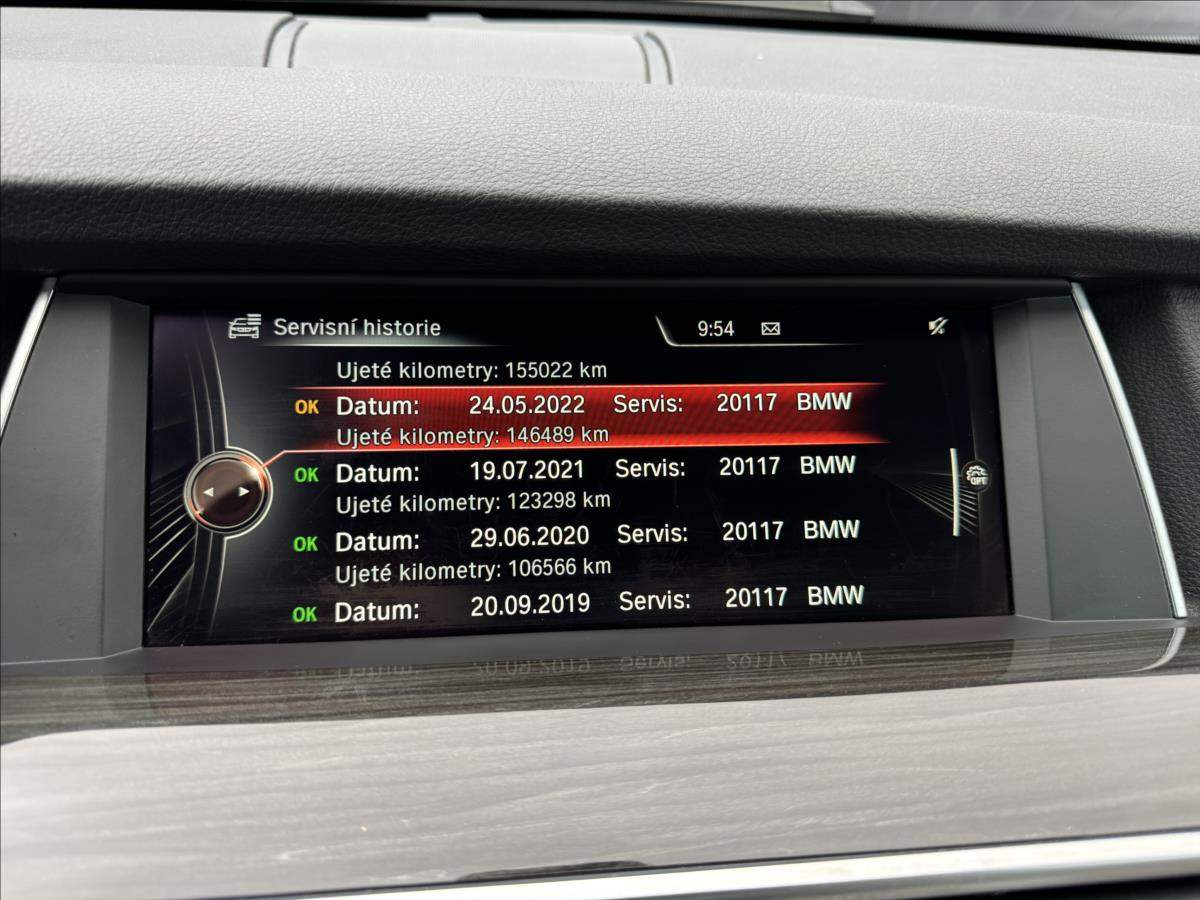 Servisní historie 9:54
Ujeté kilometry: 155022 km
OK Datum: 24.05.2022 Servis: 20117 BMW
Ujeté kilometry: 146489 km
OK Datum: 19.07.2021 Servis: 20117 BMW
Ujeté kilometry: 123298 km
OK Datum: 29.06.2020 Servis: 20117 BMW
Ujeté kilometry: 106566 km
OK Datum: 20.09.2019 Servis: 20117 BMW
OPT